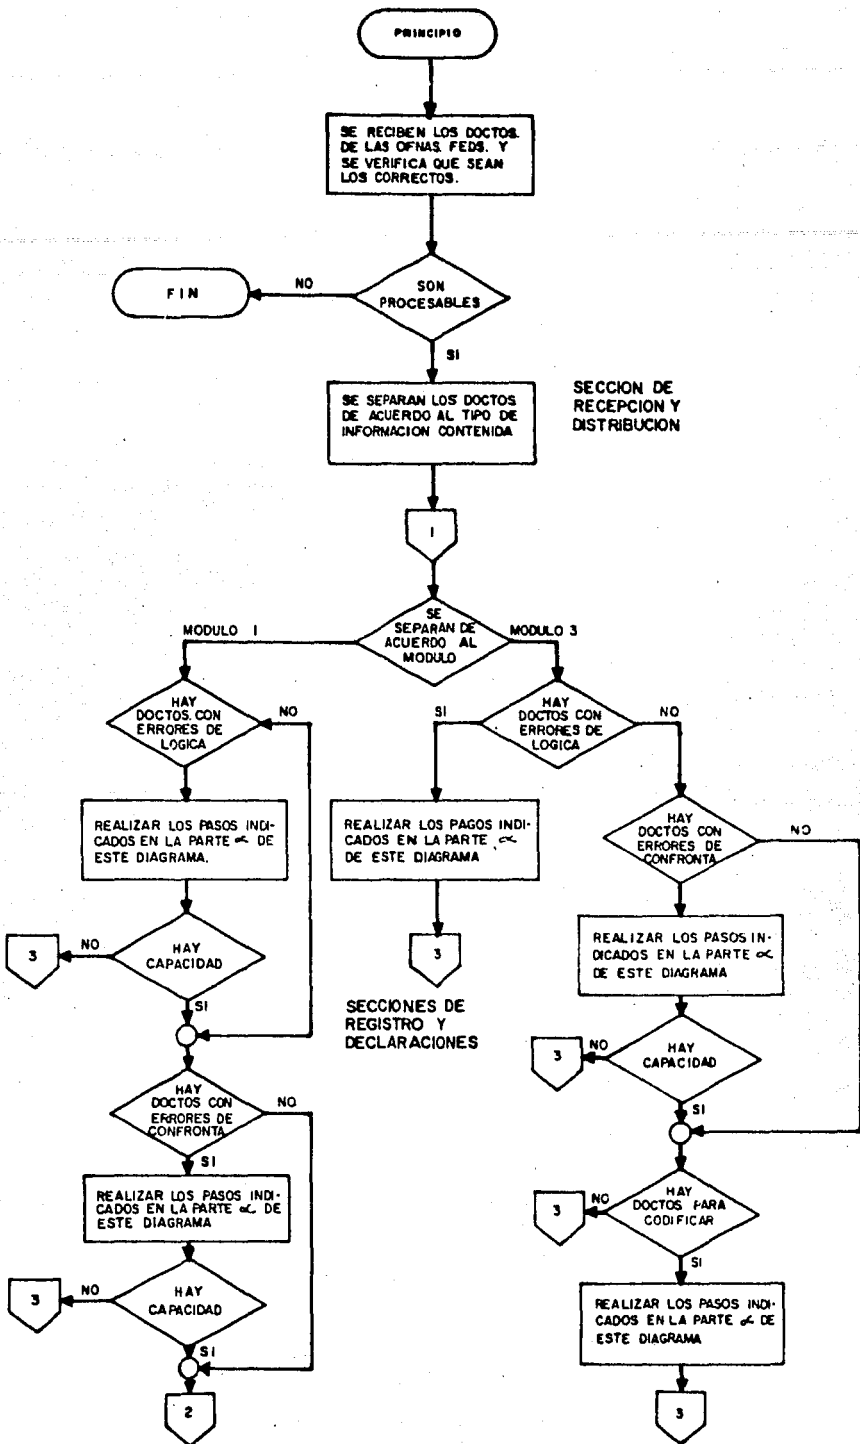 PRINCIPIO
SE RECIBEN LOS DOCTOS.
DE LAS OFNAS. FEDS. Y
SE VERIFICA QUE SEAN
LOS CORRECTOS.
SON
PROCESABLES
NO
FIN
SI
SE SEPARAN LOS DOCTOS
DE ACUERDO AL TIPO DE
INFORMACION CONTENIDA
SECCION DE
RECEPCION Y
DISTRIBUCION
1
SE
SEPARAN DE
ACUERDO AL
MODULO
MODULO 1
MODULO 3
HAY
DOCTOS. CON
ERRORES DE
LOGICA
NO
REALIZAR LOS PASOS INDI-
CADOS EN LA PARTE ∝ DE
ESTE DIAGRAMA.
HAY
CAPACIDAD
NO
3
SI
HAY
DOCTOS CON
ERRORES DE
CONFRONTA
NO
SI
REALIZAR LOS PASOS INDI-
CADOS EN LA PARTE ∝ DE
ESTE DIAGRAMA
HAY
CAPACIDAD
NO
3
SI
2
HAY
DOCTOS CON
ERRORES DE
LOGICA
SI
NO
REALIZAR LOS PAGOS INDI-
CADOS EN LA PARTE ∝
DE ESTE DIAGRAMA
3
SECCIONES DE
REGISTRO Y
DECLARACIONES
HAY
DOCTOS CON
ERRORES DE
CONFRONTA
NO
REALIZAR LOS PASOS IN-
DICADOS EN LA PARTE ∝
DE ESTE DIAGRAMA
HAY
CAPACIDAD
NO
3
SI
HAY
DOCTOS PARA
CODIFICAR
NO
3
SI
REALIZAR LOS PASOS INDI-
CADOS EN LA PARTE ∝ DE
ESTE DIAGRAMA
3